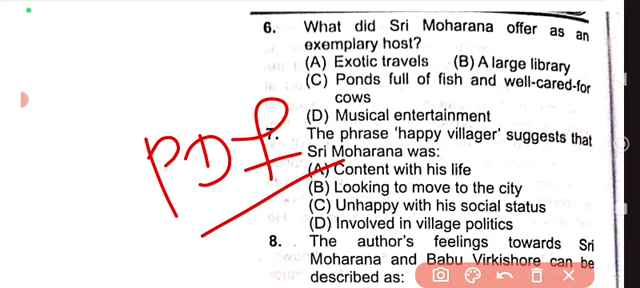 6. What did Sri Moharana offer as an
exemplary host?
(A) Exotic travels (B) A large library
(C) Ponds full of fish and well-cared-for
cows
(D) Musical entertainment
7. The phrase 'happy villager' suggests that
Sri Moharana was:
(A) Content with his life
(B) Looking to move to the city
(C) Unhappy with his social status
(D) Involved in village politics
8. The author's feelings towards Sri
Moharana and Babu Virkishore can be
described as:
PDF